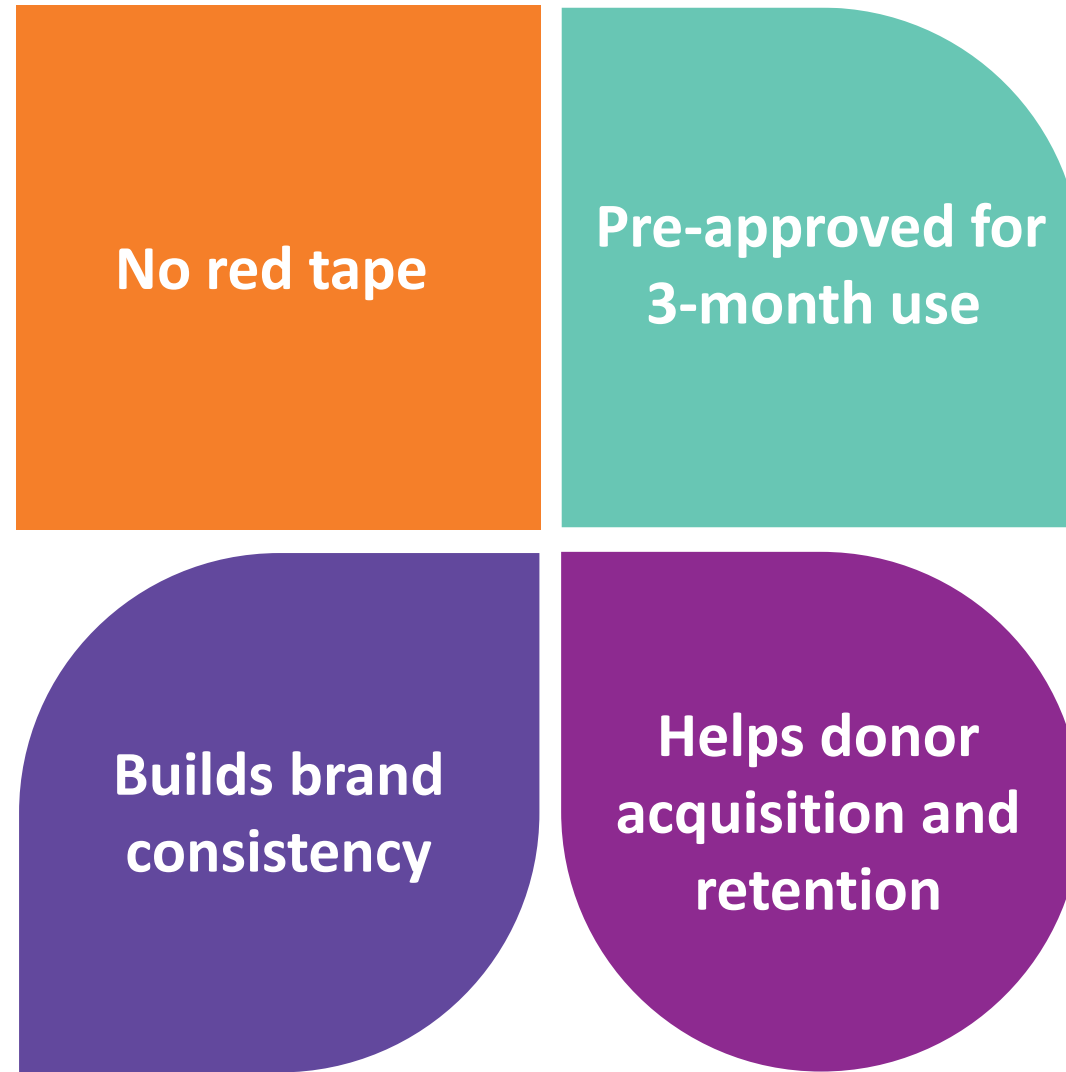 No red tape
Pre-approved for
3-month use
Builds brand
consistency
Helps donor
acquisition and
retention